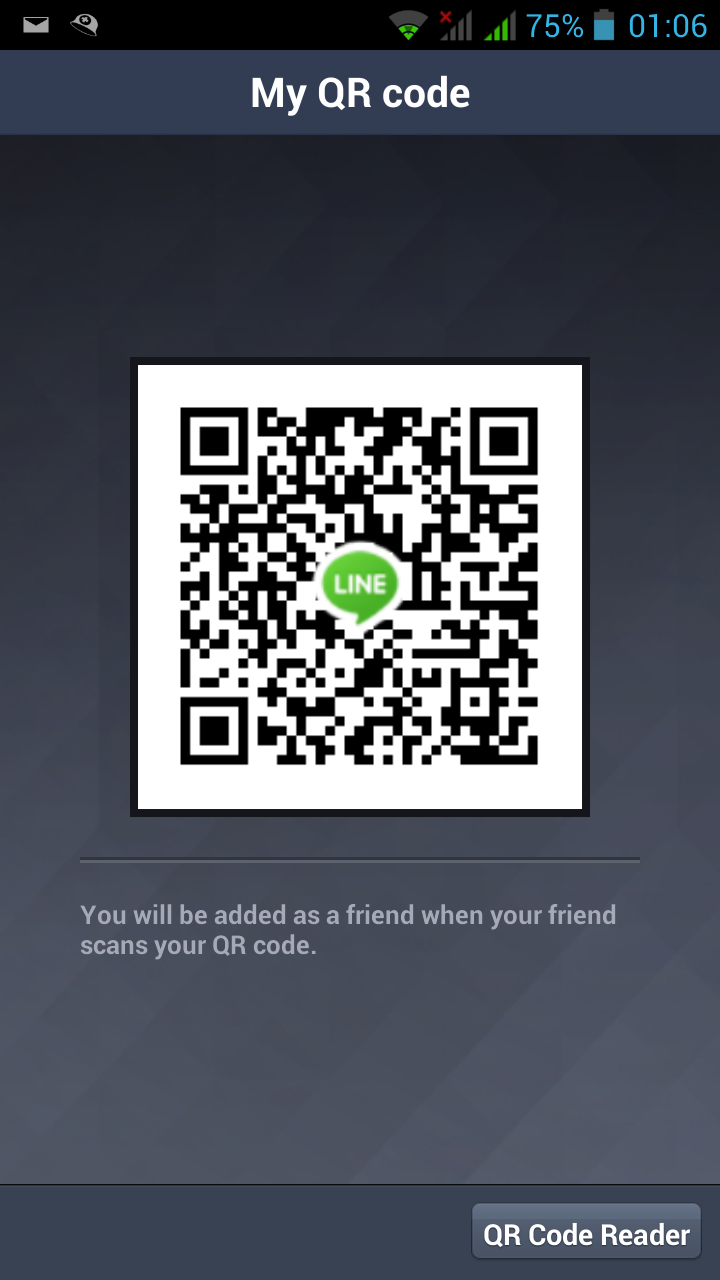 75% 01:06
My QR code
LINE
You will be added as a friend when your friend
scans your QR code.
QR Code Reader